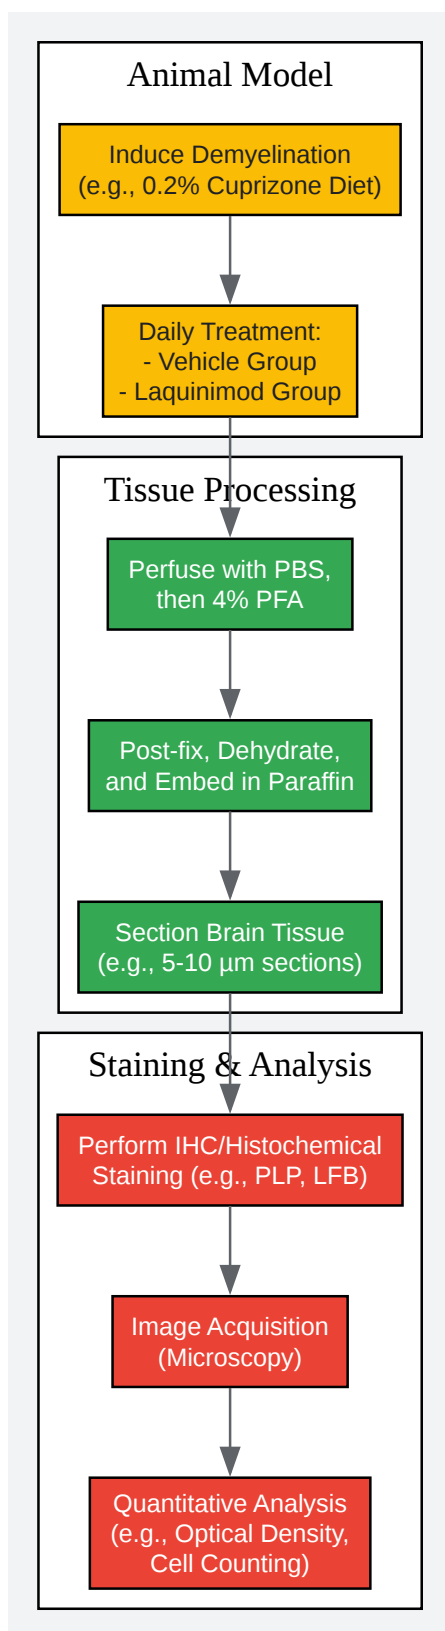 Animal Model
Induce Demyelination
(e.g., 0.2% Cuprizone Diet)
Daily Treatment:
- Vehicle Group
- Laquinimod Group
Tissue Processing
Perfuse with PBS,
then 4% PFA
Post-fix, Dehydrate,
and Embed in Paraffin
Section Brain Tissue
(e.g., 5-10 µm sections)
Staining & Analysis
Perform IHC/Histochemical
Staining (e.g., PLP, LFB)
Image Acquisition
(Microscopy)
Quantitative Analysis
(e.g., Optical Density,
Cell Counting)